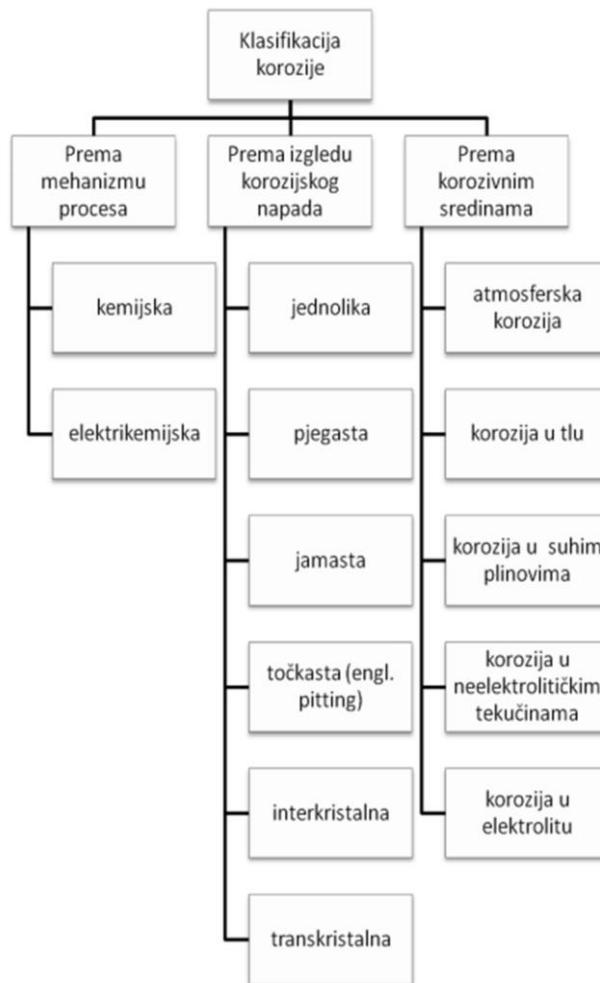 Klasifikacija
korozije
Prema
mehanizmu
procesa
kemijska
elektrikemijska
Prema izgledu
korozijskog
napada
jednolika
pjegasta
jamasta
točkasta (engl.
pitting)
interkristalna
transkristalna
Prema
korozivnim
sredinama
atmosferska
korozija
korozija u tlu
korozija u suhim
plinovima
korozija u
neelektrolitičkim
tekučinama
korozija u
elektrolitu